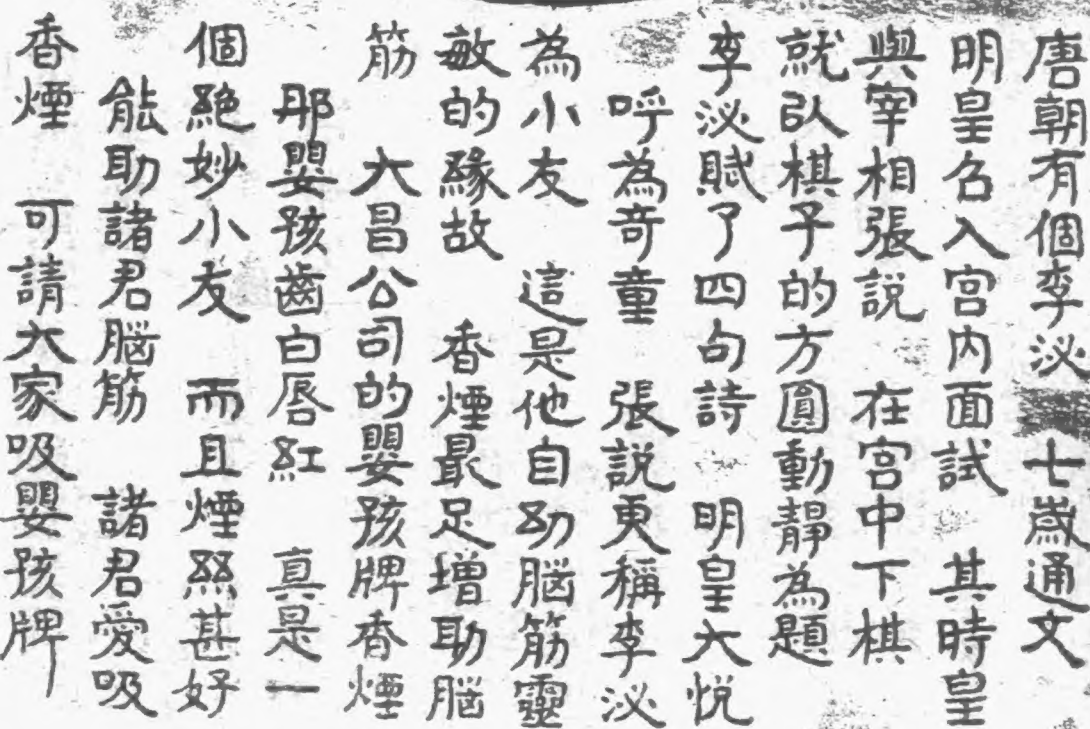 唐朝有個李泌 七歲通文
明皇召入宮內面試 其時皇
與宰相張說 在宮中下棋
就以棋子的方圓動靜為題
李泌賦了四句詩 明皇大悅
呼為奇童 張說更稱李泌
為小友 這是他自幼腦筋靈
敏的緣故 香煙最足增助腦
筋 大昌公司的嬰孩牌香煙
那嬰孩齒白唇紅 真是一
個絕妙小友 而且煙絲甚好
能助諸君腦筋 諸君愛吸
香煙 可請大家吸嬰孩牌